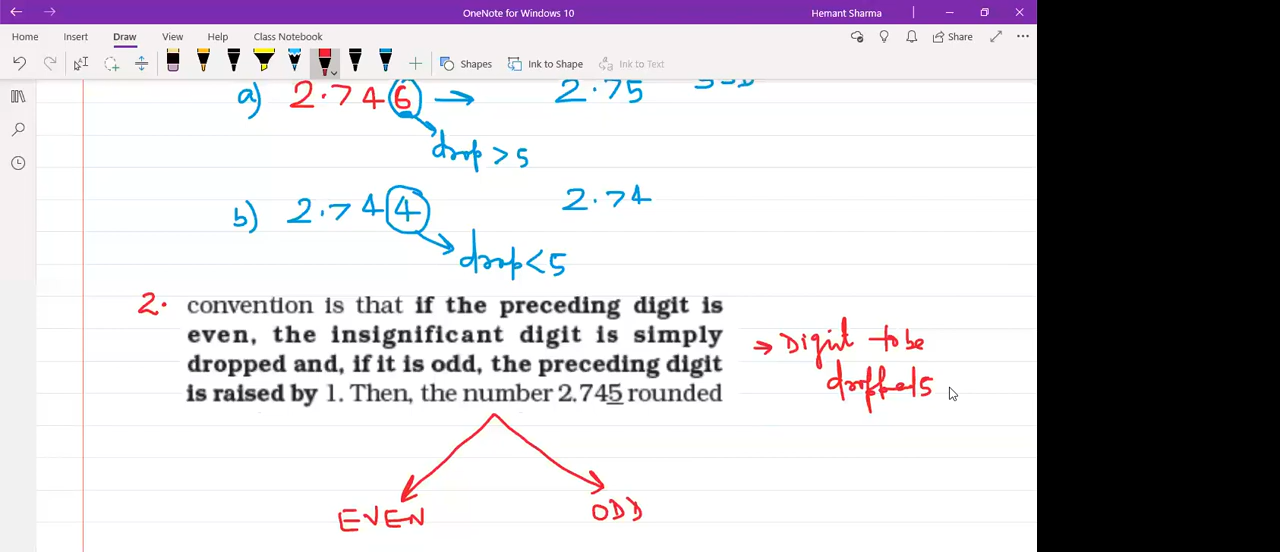 OneNote for Windows 10
Hemant Sharma
Home Insert Draw View Help Class Notebook
Shapes Ink to Shape Ink to Text Share
a) 2.746 → 2.75
drop > 5
b) 2.744 2.74
drop < 5
2. convention is that if the preceding digit is
even, the insignificant digit is simply
dropped and, if it is odd, the preceding digit
is raised by 1. Then, the number 2.745 rounded
→ Digit to be
dropped 5
EVEN ODD